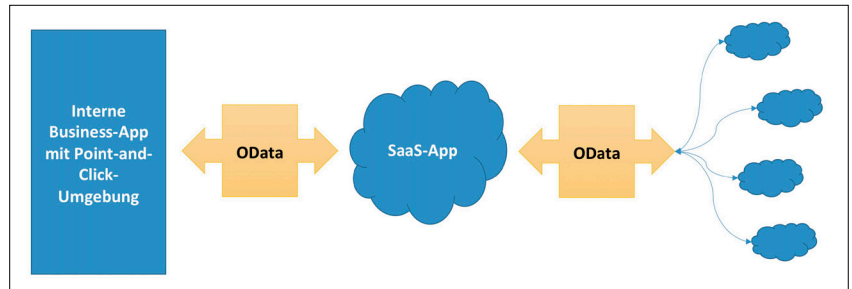 Interne
Business-App
mit Point-and-
Click-
Umgebung
OData
SaaS-App
OData